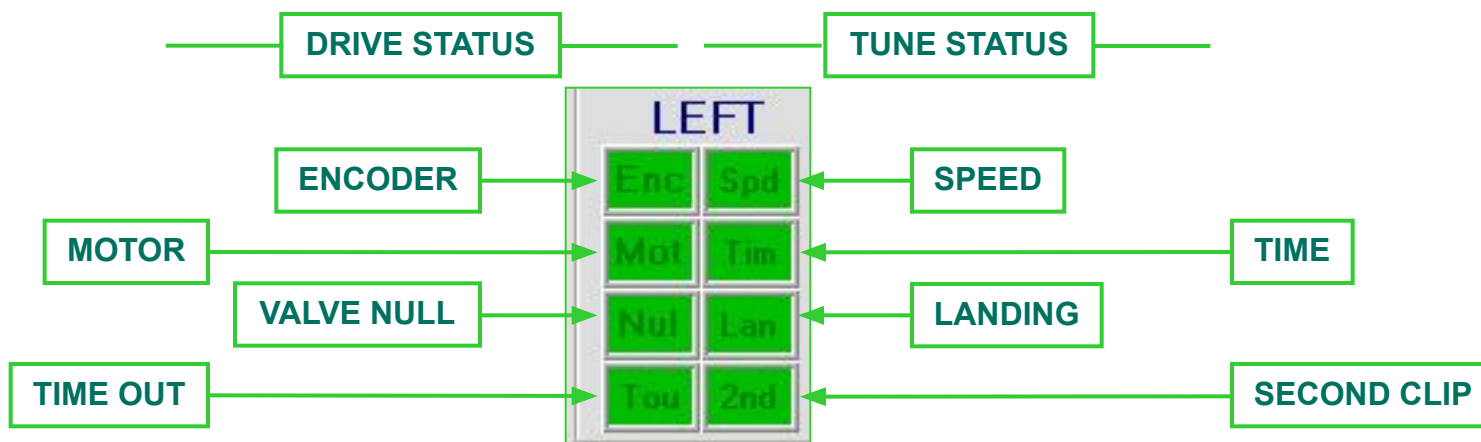 DRIVE STATUS TUNE STATUS
LEFT
ENCODER Enc Spd SPEED
MOTOR Mot Tim TIME
VALVE NULL Nul Lan LANDING
TIME OUT Tou 2nd SECOND CLIP